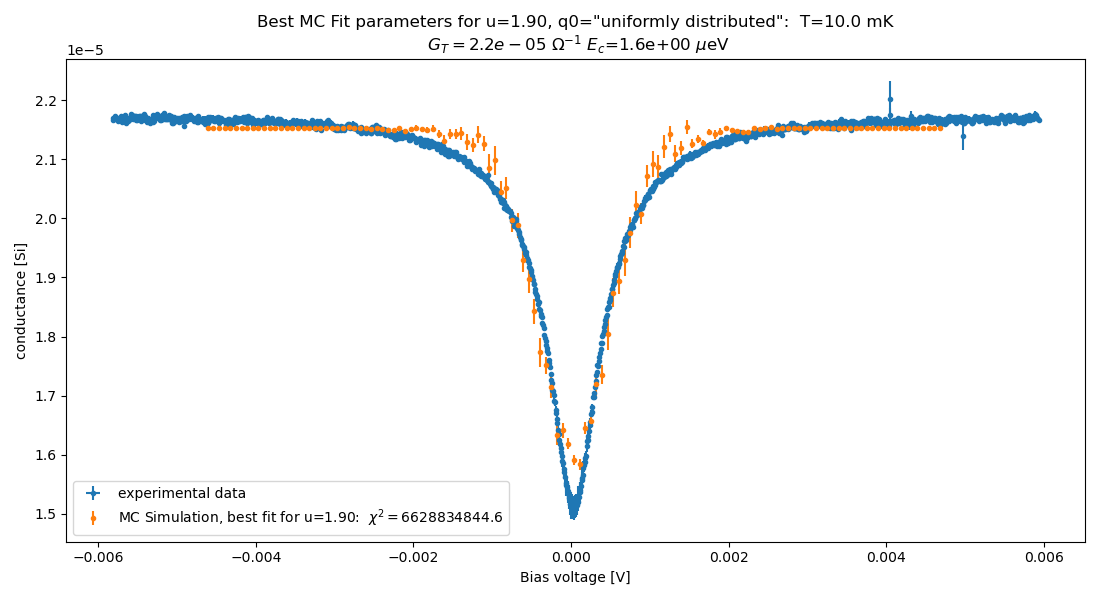 Best MC Fit parameters for u=1.90, q0="uniformly distributed":  T=10.0 mK
G_T = 2.2e − 05 Ω⁻¹ E_c=1.6e+00 μeV
1e−5
2.2
2.1
2.0
1.9
1.8
1.7
1.6
1.5
conductance [Si]
experimental data
MC Simulation, best fit for u=1.90:  χ² = 6628834844.6
−0.006
−0.004
−0.002
0.000
0.002
0.004
0.006
Bias voltage [V]